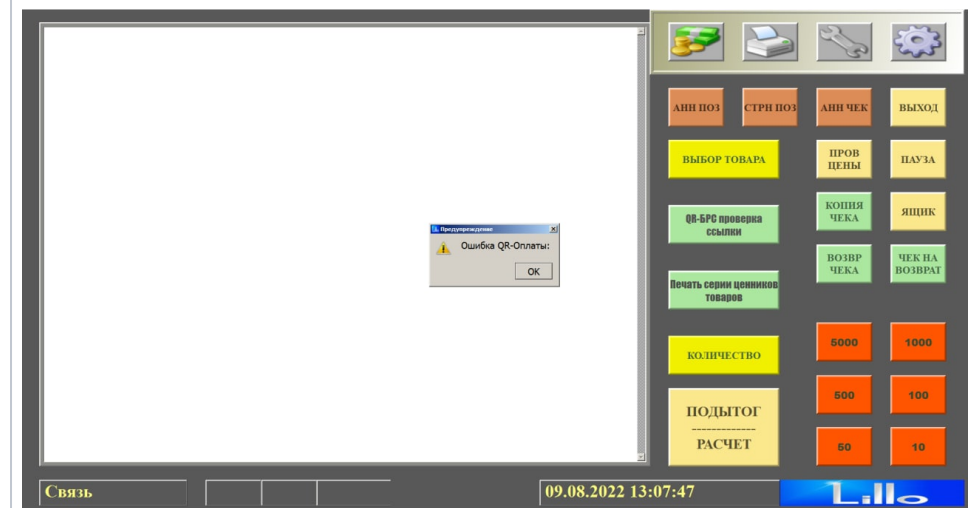 АНН ПОЗ
СТРН ПОЗ
АНН ЧЕК
ВЫХОД
ВЫБОР ТОВАРА
ПРОВ
ЦЕНЫ
ПАУЗА
QR-БРС проверка
ссылки
КОПИЯ
ЧЕКА
ЯЩИК
Предупреждение
Ошибка QR-Оплаты:
OK
ВОЗВР
ЧЕКА
ЧЕК НА
ВОЗВРАТ
Печать серии ценников
товаров
КОЛИЧЕСТВО
5000
1000
ПОДЫТОГ
-------------
РАСЧЕТ
500
100
50
10
Связь
09.08.2022 13:07:47
Lillo